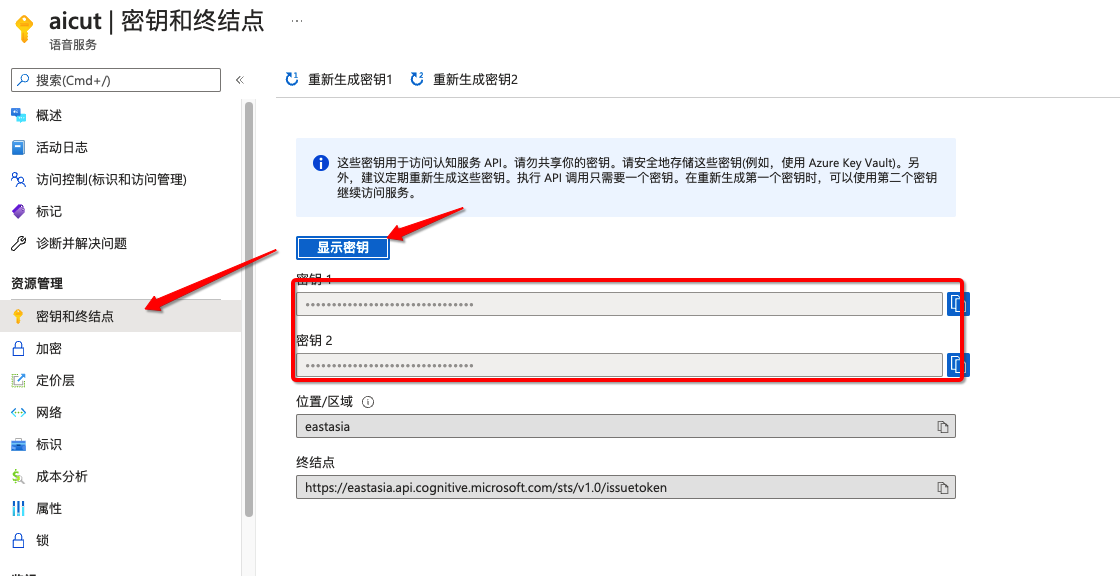 aicut | 密钥和终结点 ...
语音服务
搜索(Cmd+/)
«
重新生成密钥1 重新生成密钥2
概述
活动日志
访问控制(标识和访问管理)
标记
诊断并解决问题
资源管理
密钥和终结点
加密
定价层
网络
标识
成本分析
属性
锁
这些密钥用于访问认知服务 API。请勿共享你的密钥。请安全地存储这些密钥(例如，使用 Azure Key Vault)。另
外，建议定期重新生成这些密钥。执行 API 调用只需要一个密钥。在重新生成第一个密钥时，可以使用第二个密钥
继续访问服务。
显示密钥
密钥 1
密钥 2
位置/区域
eastasia
终结点
https://eastasia.api.cognitive.microsoft.com/sts/v1.0/issuetoken